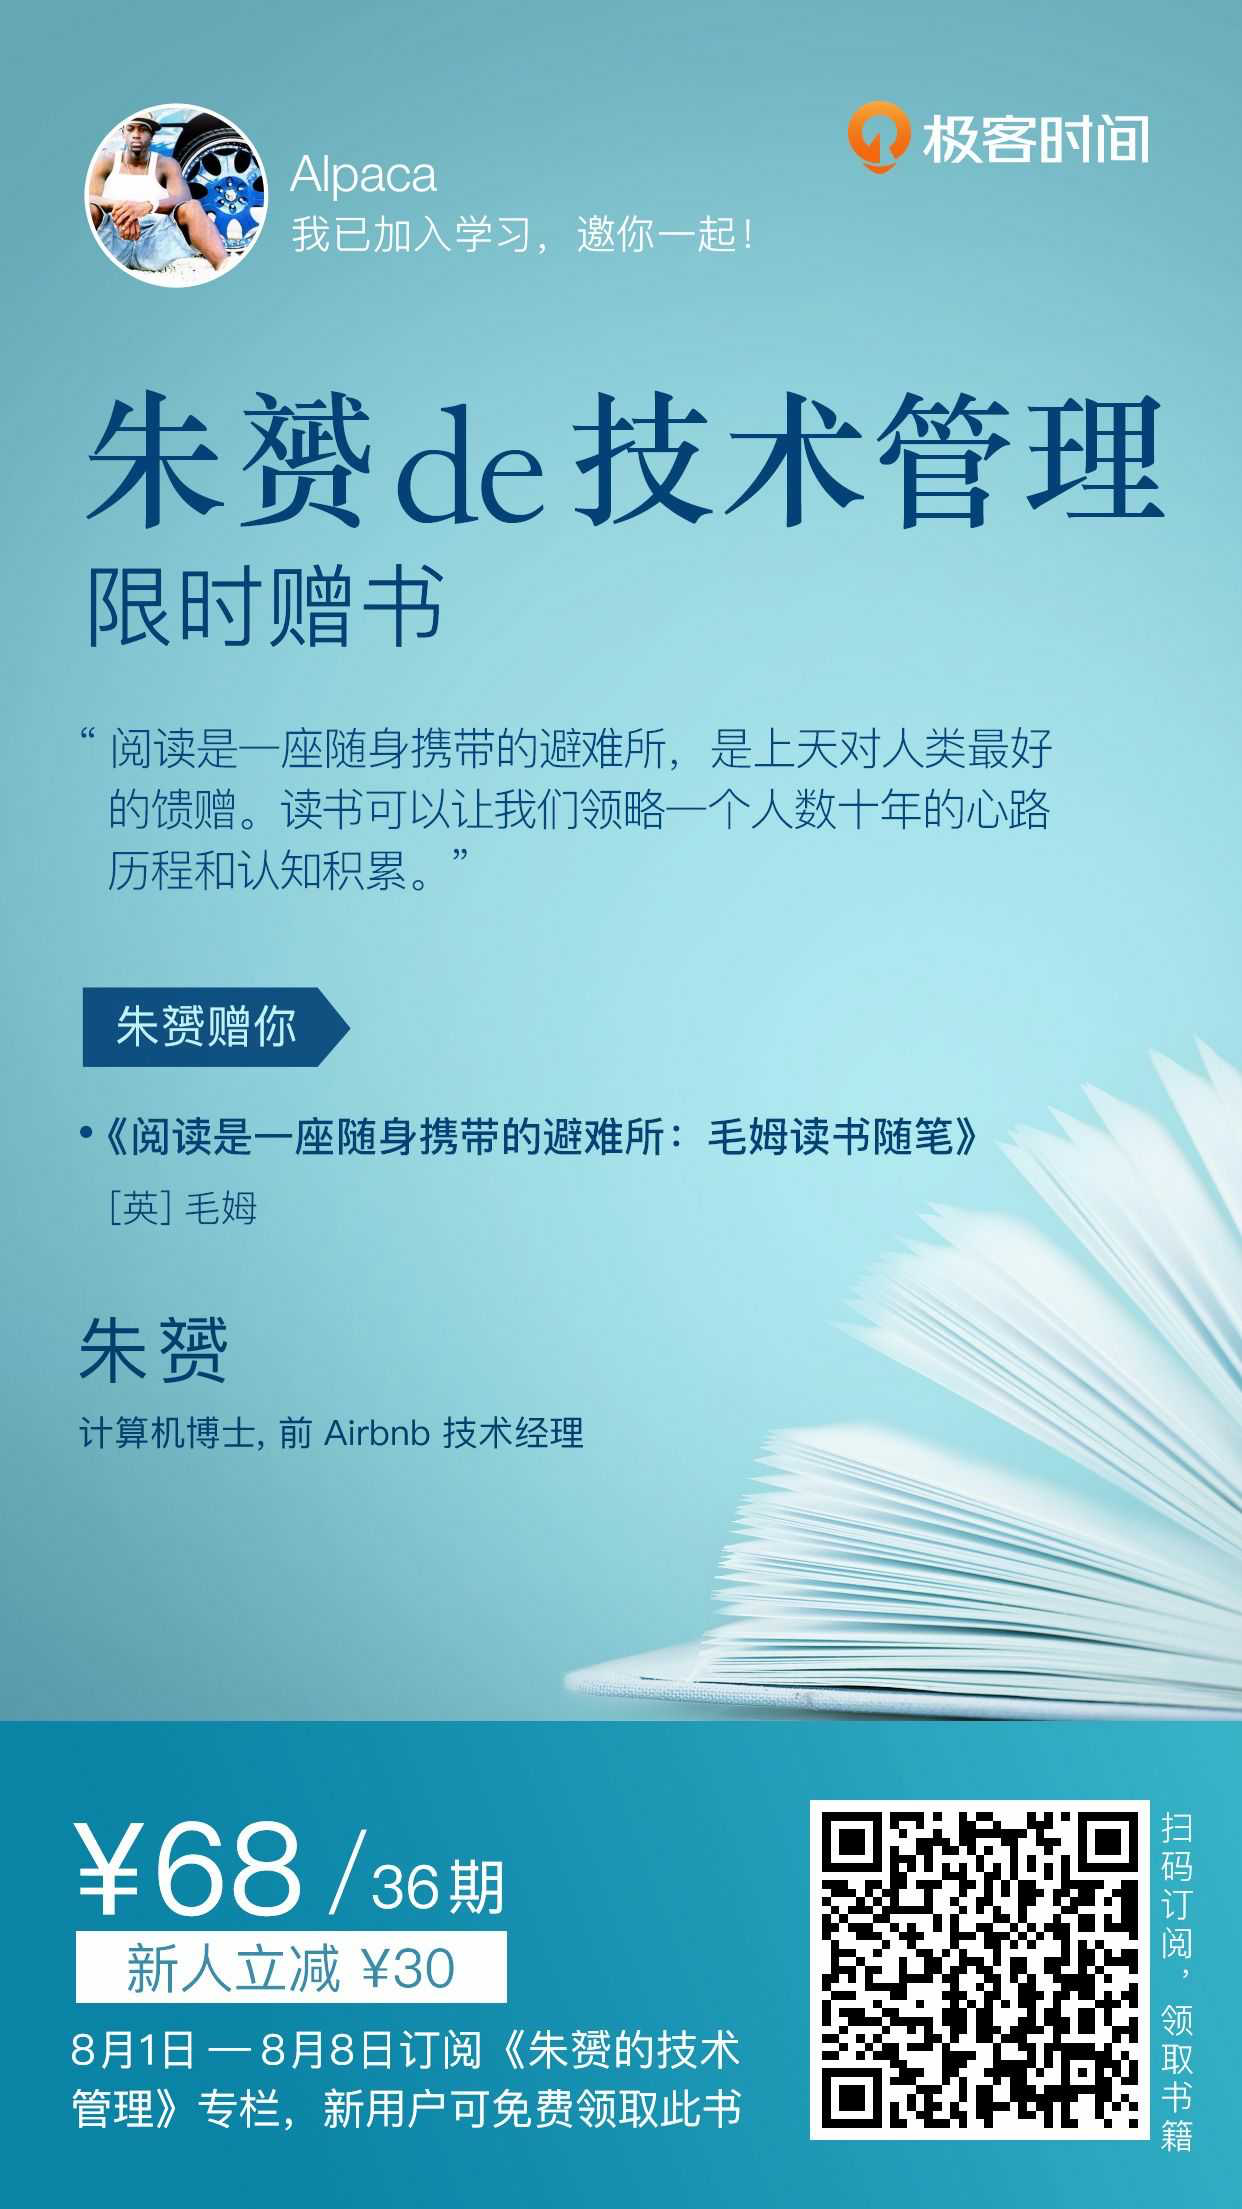 极客时间
Alpaca
我已加入学习，邀你一起！
朱赟de技术管理
限时赠书
“阅读是一座随身携带的避难所，是上天对人类最好
的馈赠。读书可以让我们领略一个人数十年的心路
历程和认知积累。”
朱赟赠你
•《阅读是一座随身携带的避难所：毛姆读书随笔》
[英] 毛姆
朱赟
计算机博士, 前 Airbnb 技术经理
¥68/36期
新人立减 ¥30
8月1日 — 8月8日订阅《朱赟的技术
管理》专栏，新用户可免费领取此书
扫码订阅，领取书籍